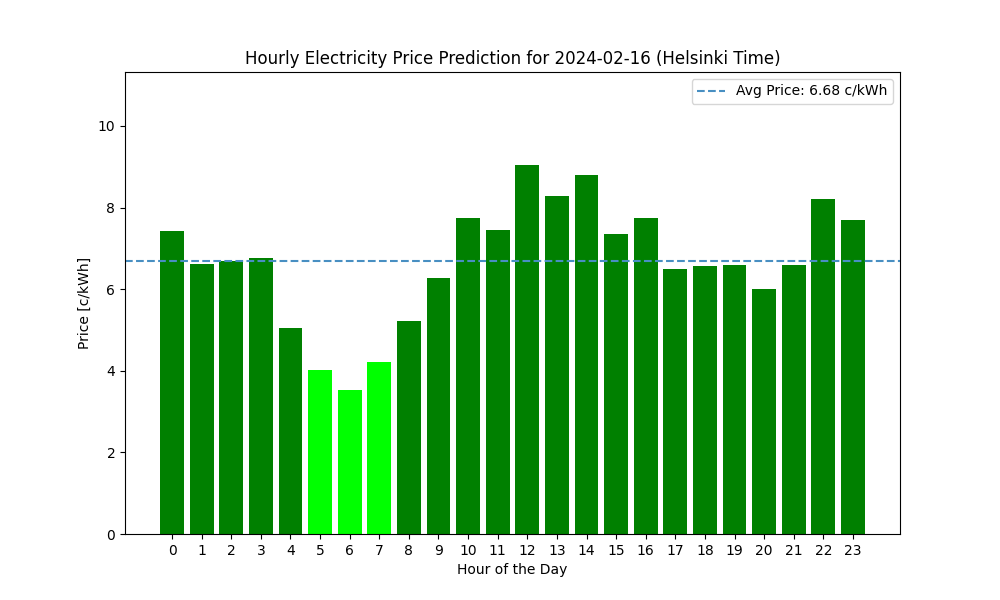 Hourly Electricity Price Prediction for 2024-02-16 (Helsinki Time)
Avg Price: 6.68 c/kWh
10
8
6
4
2
0
Price [c/kWh]
0 1 2 3 4 5 6 7 8 9 10 11 12 13 14 15 16 17 18 19 20 21 22 23
Hour of the Day